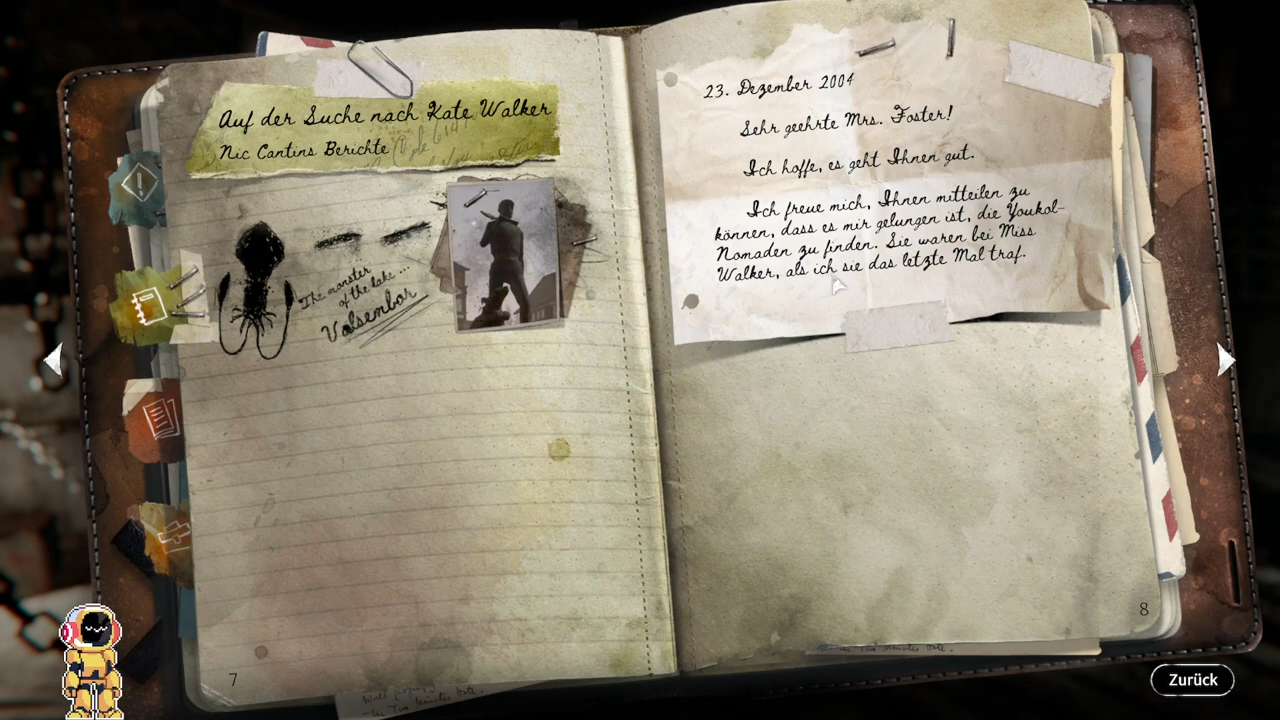 Auf der Suche nach Kate Walker
Nic Cantins Berichte
The monster
of the lake ...
Valsembor
7
23. Dezember 2004
Sehr geehrte Mrs. Foster!
Ich hoffe, es geht Ihnen gut.
Ich freue mich, Ihnen mitteilen zu
können, dass es mir gelungen ist, die Youkol-
Nomaden zu finden. Sie waren bei Miss
Walker, als ich sie das letzte Mal traf.
8
Zurück